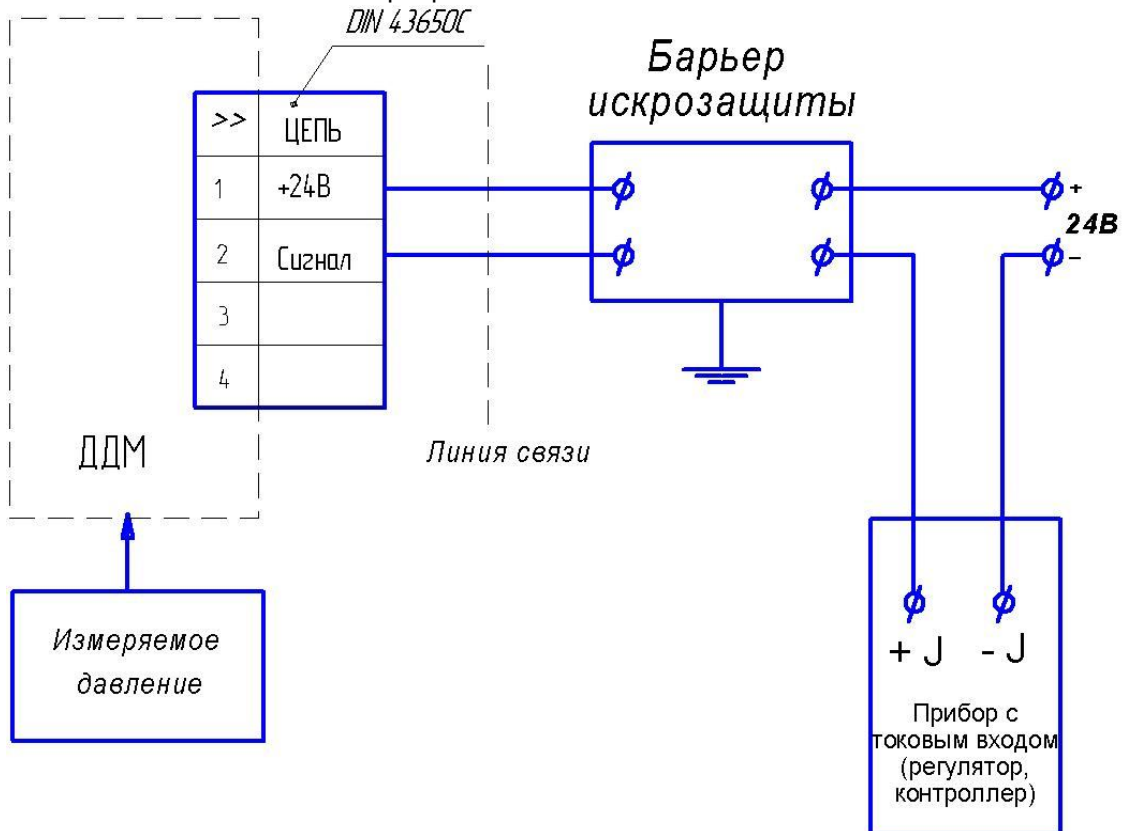 DIN 43650C
Барьер
искрозащиты
>> ЦЕПЬ
1 +24В
2 Сигнал
3
4
+
24В
–
ДДМ
Линия связи
Измеряемое
давление
+ J - J
Прибор с
токовым входом
(регулятор,
контроллер)